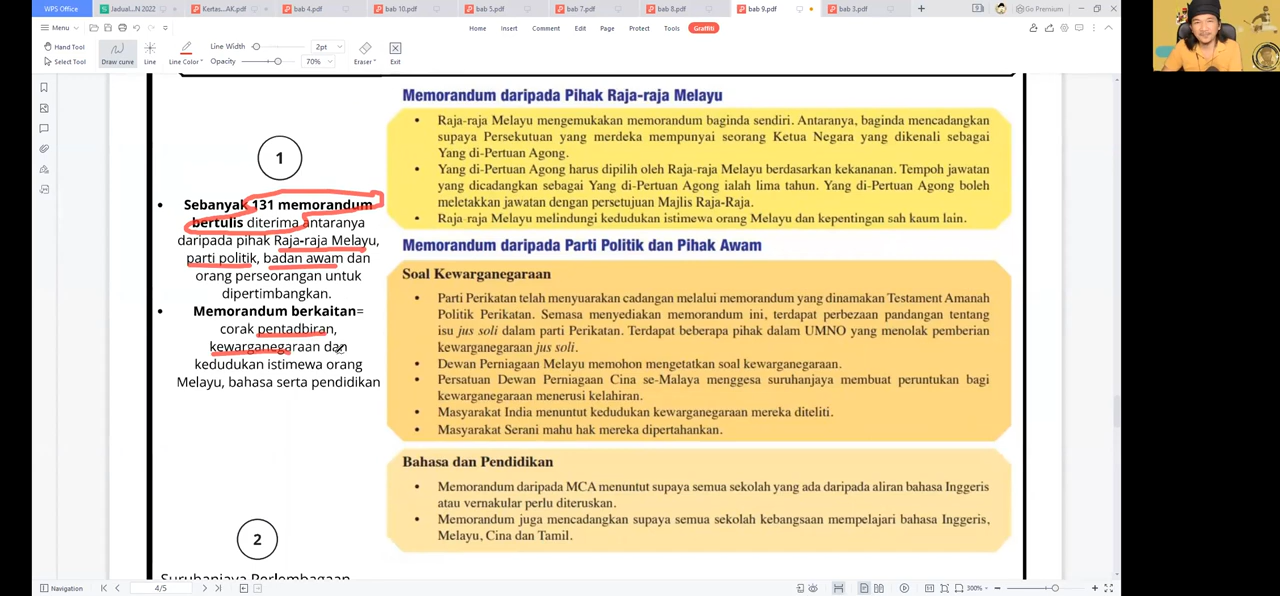 WPS Office
Jadual...N 2022
Kertas...AK.pdf
bab 4.pdf
bab 10.pdf
bab 5.pdf
bab 7.pdf
bab 8.pdf
bab 9.pdf
bab 3.pdf
Go Premium
Menu
Home
Insert
Comment
Edit
Page
Protect
Tools
Graffiti
Hand Tool
Select Tool
Draw curve
Line
Line Color
Line Width
2pt
Opacity
70%
Eraser
Exit
Memorandum daripada Pihak Raja-raja Melayu
• Raja-raja Melayu mengemukakan memorandum baginda sendiri. Antaranya, baginda mencadangkan
supaya Persekutuan yang merdeka mempunyai seorang Ketua Negara yang dikenali sebagai
Yang di-Pertuan Agong.
• Yang di-Pertuan Agong harus dipilih oleh Raja-raja Melayu berdasarkan kekananan. Tempoh jawatan
yang dicadangkan sebagai Yang di-Pertuan Agong ialah lima tahun. Yang di-Pertuan Agong boleh
meletakkan jawatan dengan persetujuan Majlis Raja-Raja.
• Raja-raja Melayu melindungi kedudukan istimewa orang Melayu dan kepentingan sah kaum lain.
1
• Sebanyak 131 memorandum
bertulis diterima antaranya
daripada pihak Raja-raja Melayu,
parti politik, badan awam dan
orang perseorangan untuk
dipertimbangkan.
• Memorandum berkaitan=
corak pentadbiran,
kewarganegaraan dan
kedudukan istimewa orang
Melayu, bahasa serta pendidikan
Memorandum daripada Parti Politik dan Pihak Awam
Soal Kewarganegaraan
• Parti Perikatan telah menyuarakan cadangan melalui memorandum yang dinamakan Testament Amanah
Politik Perikatan. Semasa menyediakan memorandum ini, terdapat perbezaan pandangan tentang
isu jus soli dalam parti Perikatan. Terdapat beberapa pihak dalam UMNO yang menolak pemberian
kewarganegaraan jus soli.
• Dewan Perniagaan Melayu memohon mengetatkan soal kewarganegaraan.
• Persatuan Dewan Perniagaan Cina se-Malaya menggesa suruhanjaya membuat peruntukan bagi
kewarganegaraan menerusi kelahiran.
• Masyarakat India menuntut kedudukan kewarganegaraan mereka diteliti.
• Masyarakat Serani mahu hak mereka dipertahankan.
Bahasa dan Pendidikan
• Memorandum daripada MCA menuntut supaya semua sekolah yang ada daripada aliran bahasa Inggeris
atau vernakular perlu diteruskan.
• Memorandum juga mencadangkan supaya semua sekolah kebangsaan mempelajari bahasa Inggeris,
Melayu, Cina dan Tamil.
2
Suruhanjaya Perlembagaan
Navigation
4/5
300%